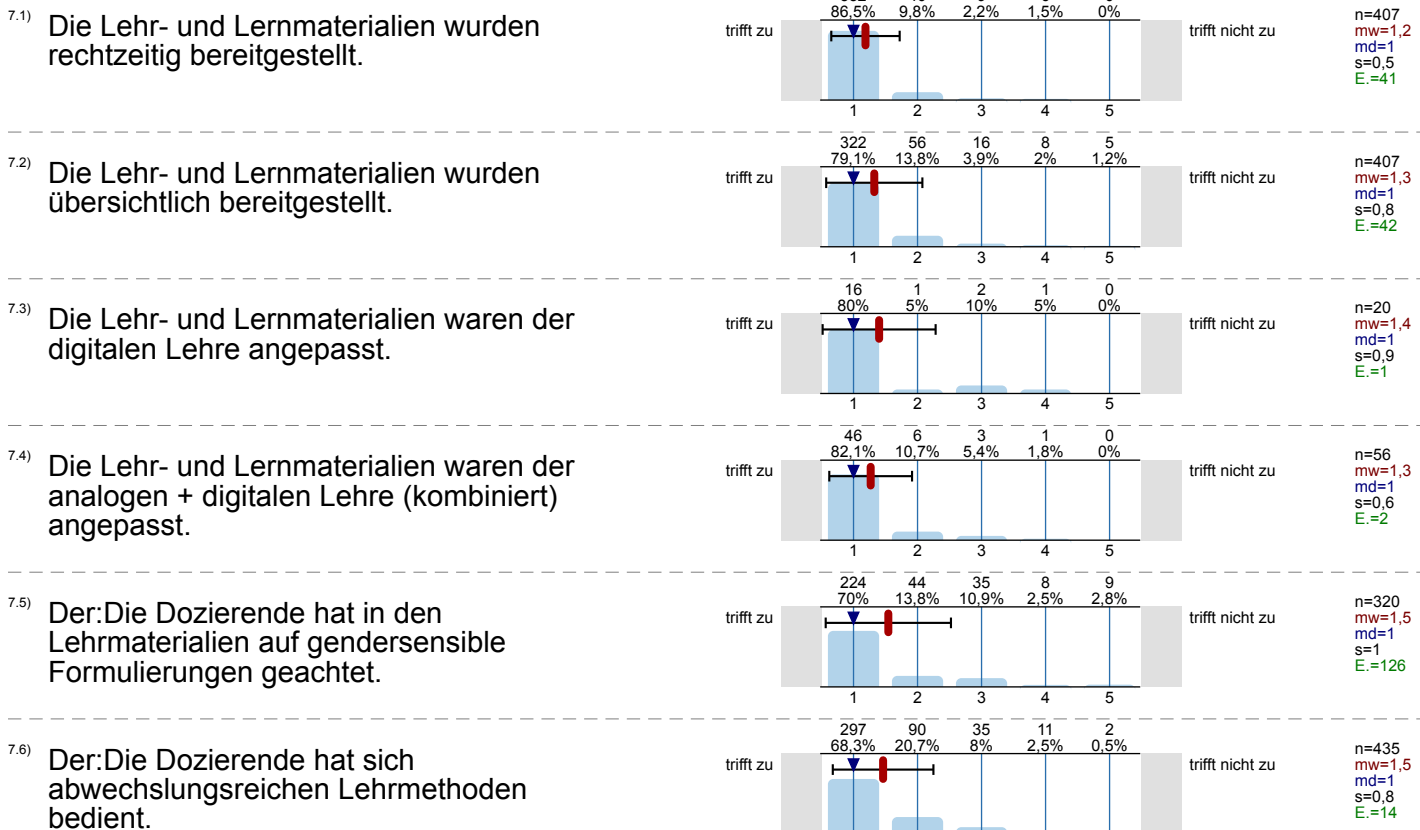 86,5% 9,8% 2,2% 1,5% 0%
7.1) Die Lehr- und Lernmaterialien wurden
rechtzeitig bereitgestellt.
trifft zu
trifft nicht zu
1 2 3 4 5
n=407
mw=1,2
md=1
s=0,5
E.=41
322 56 16 8 5
79,1% 13,8% 3,9% 2% 1,2%
7.2) Die Lehr- und Lernmaterialien wurden
übersichtlich bereitgestellt.
trifft zu
trifft nicht zu
1 2 3 4 5
n=407
mw=1,3
md=1
s=0,8
E.=42
16 1 2 1 0
80% 5% 10% 5% 0%
7.3) Die Lehr- und Lernmaterialien waren der
digitalen Lehre angepasst.
trifft zu
trifft nicht zu
1 2 3 4 5
n=20
mw=1,4
md=1
s=0,9
E.=1
46 6 3 1 0
82,1% 10,7% 5,4% 1,8% 0%
7.4) Die Lehr- und Lernmaterialien waren der
analogen + digitalen Lehre (kombiniert)
angepasst.
trifft zu
trifft nicht zu
1 2 3 4 5
n=56
mw=1,3
md=1
s=0,6
E.=2
224 44 35 8 9
70% 13,8% 10,9% 2,5% 2,8%
7.5) Der:Die Dozierende hat in den
Lehrmaterialien auf gendersensible
Formulierungen geachtet.
trifft zu
trifft nicht zu
1 2 3 4 5
n=320
mw=1,5
md=1
s=1
E.=126
297 90 35 11 2
68,3% 20,7% 8% 2,5% 0,5%
7.6) Der:Die Dozierende hat sich
abwechslungsreichen Lehrmethoden
bedient.
trifft zu
trifft nicht zu
n=435
mw=1,5
md=1
s=0,8
E.=14